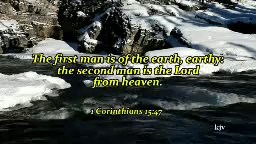 The first man is of the earth, earthy:
the second man is the Lord
from heaven.
1 Corinthians 15:47
kjv